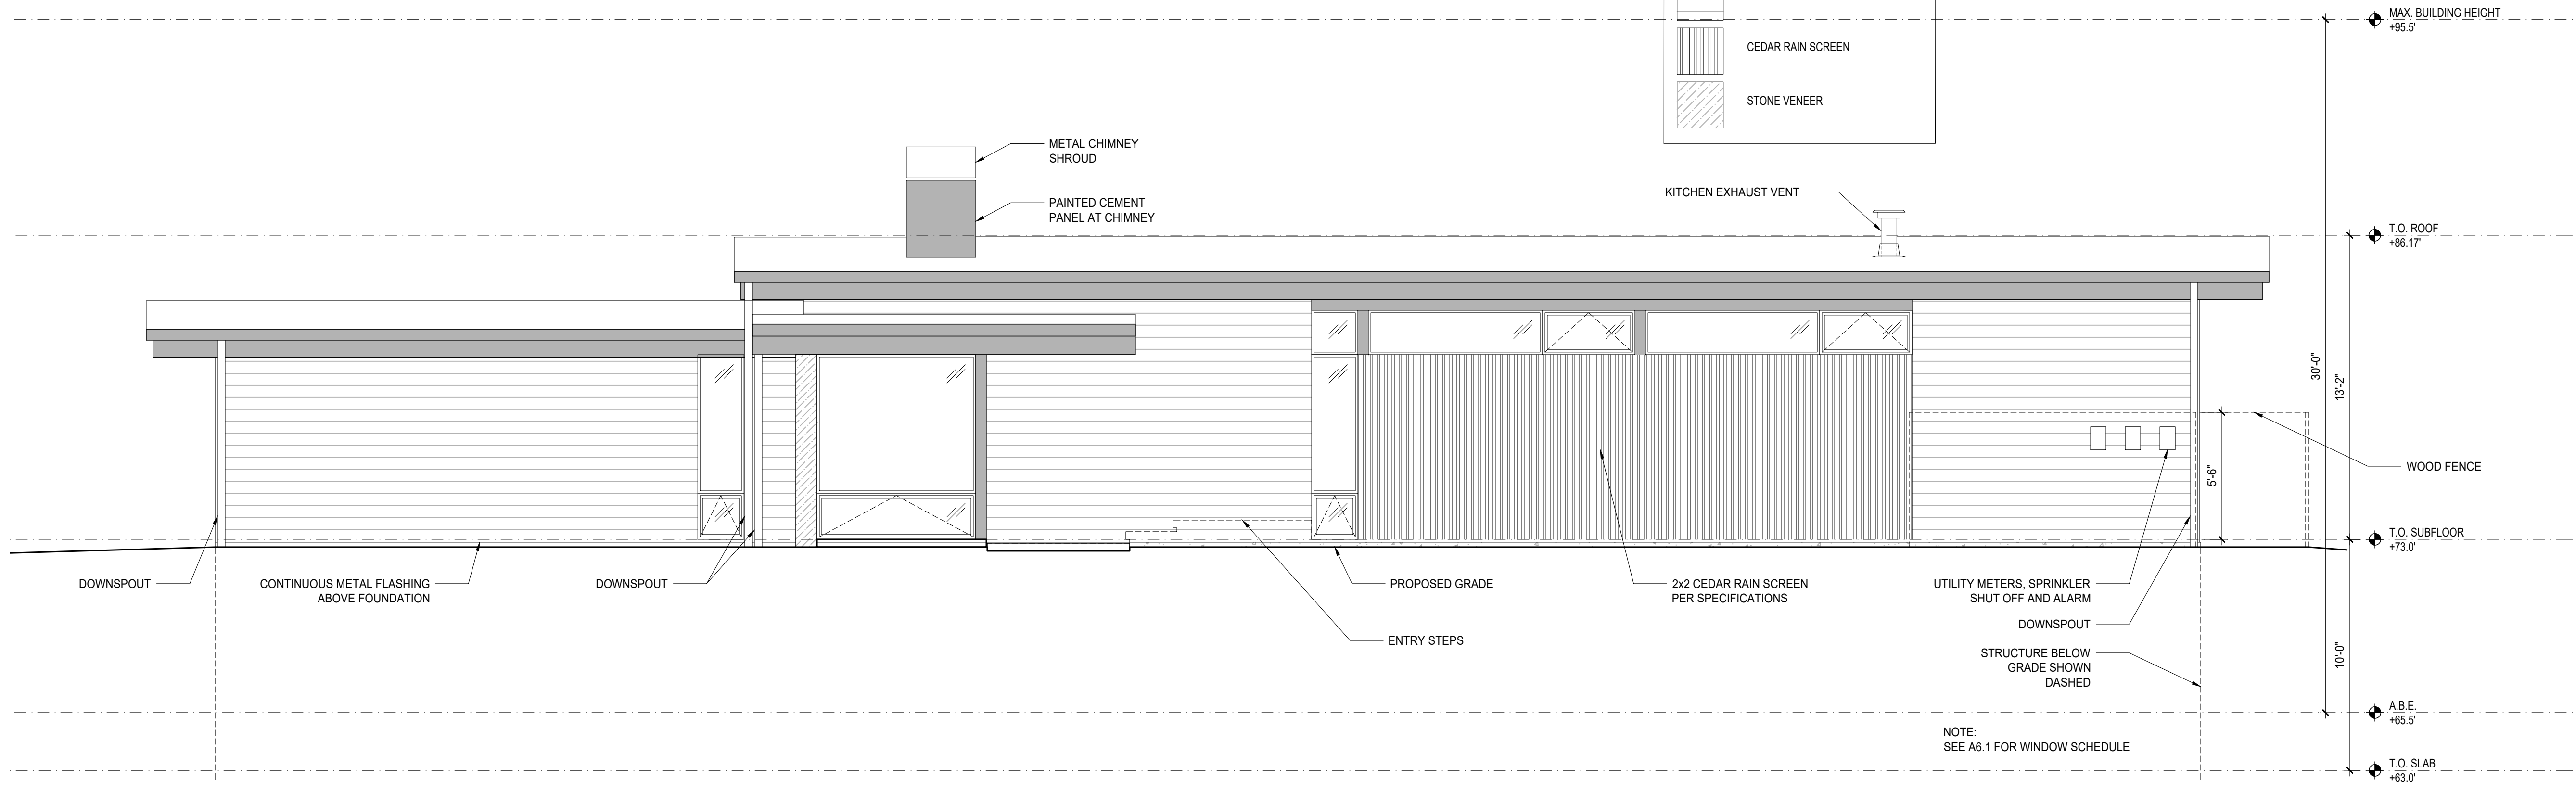 MAX. BUILDING HEIGHT
+95.5'
CEDAR RAIN SCREEN
STONE VENEER
METAL CHIMNEY
SHROUD
PAINTED CEMENT
PANEL AT CHIMNEY
KITCHEN EXHAUST VENT
T.O. ROOF
+86.17'
30'-0"
13'-2"
5'-6"
WOOD FENCE
T.O. SUBFLOOR
+73.0'
DOWNSPOUT
CONTINUOUS METAL FLASHING
ABOVE FOUNDATION
DOWNSPOUT
PROPOSED GRADE
2x2 CEDAR RAIN SCREEN
PER SPECIFICATIONS
UTILITY METERS, SPRINKLER
SHUT OFF AND ALARM
DOWNSPOUT
ENTRY STEPS
STRUCTURE BELOW
GRADE SHOWN
DASHED
10'-0"
A.B.E.
+65.5'
NOTE:
SEE A6.1 FOR WINDOW SCHEDULE
T.O. SLAB
+63.0'